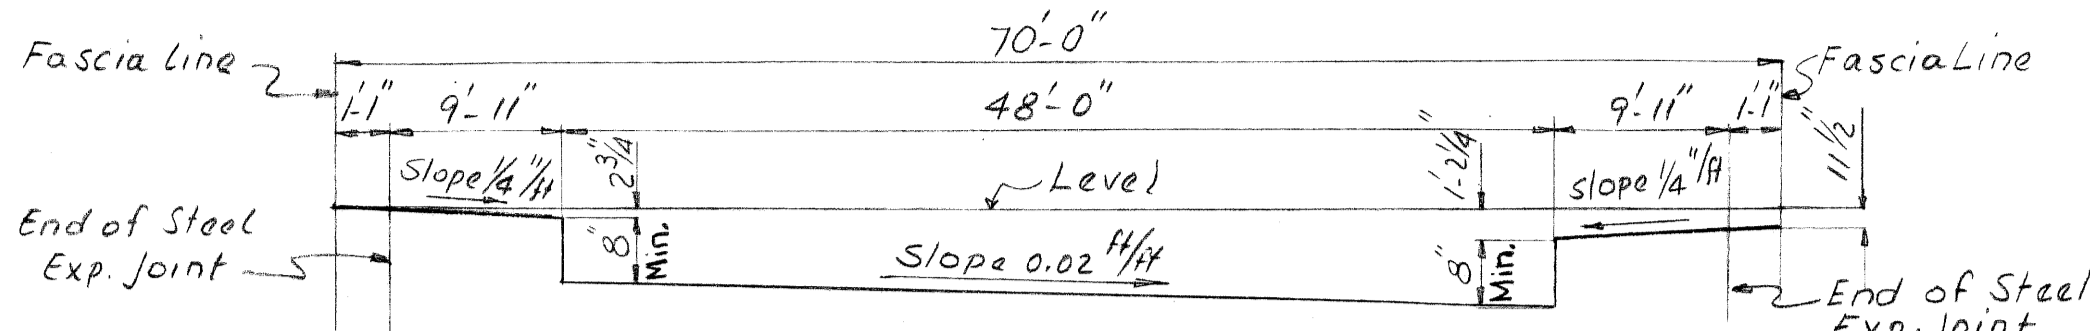 70'-0"
Fascia line
Fascia Line
1'-1"
9'-11"
48'-0"
9'-11"
1'-1"
Slope 1/4"/ft
2 3/4"
Level
1'-2 1/4"
slope 1/4"/ft
11 1/2"
End of Steel
Exp. Joint
8"
Min.
Slope 0.02 ft/ft
8"
Min.
End of Steel
Exp. Joint